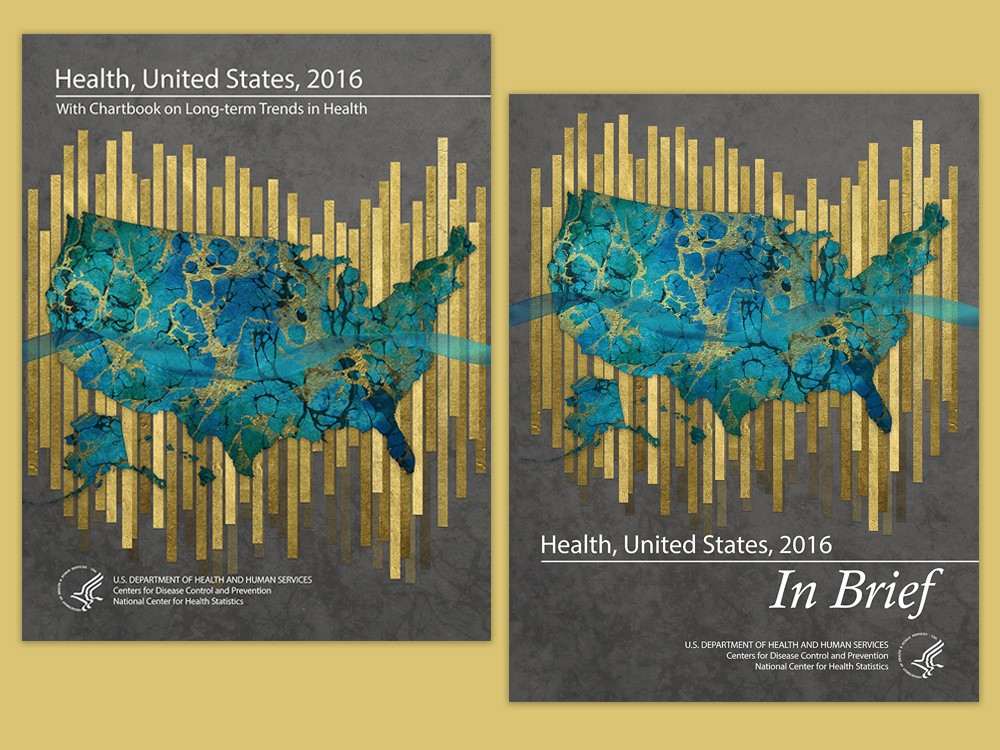 Health, United States, 2016
With Chartbook on Long-term Trends in Health
U.S. DEPARTMENT OF HEALTH AND HUMAN SERVICES
Centers for Disease Control and Prevention
National Center for Health Statistics
Health, United States, 2016
In Brief
U.S. DEPARTMENT OF HEALTH AND HUMAN SERVICES
Centers for Disease Control and Prevention
National Center for Health Statistics